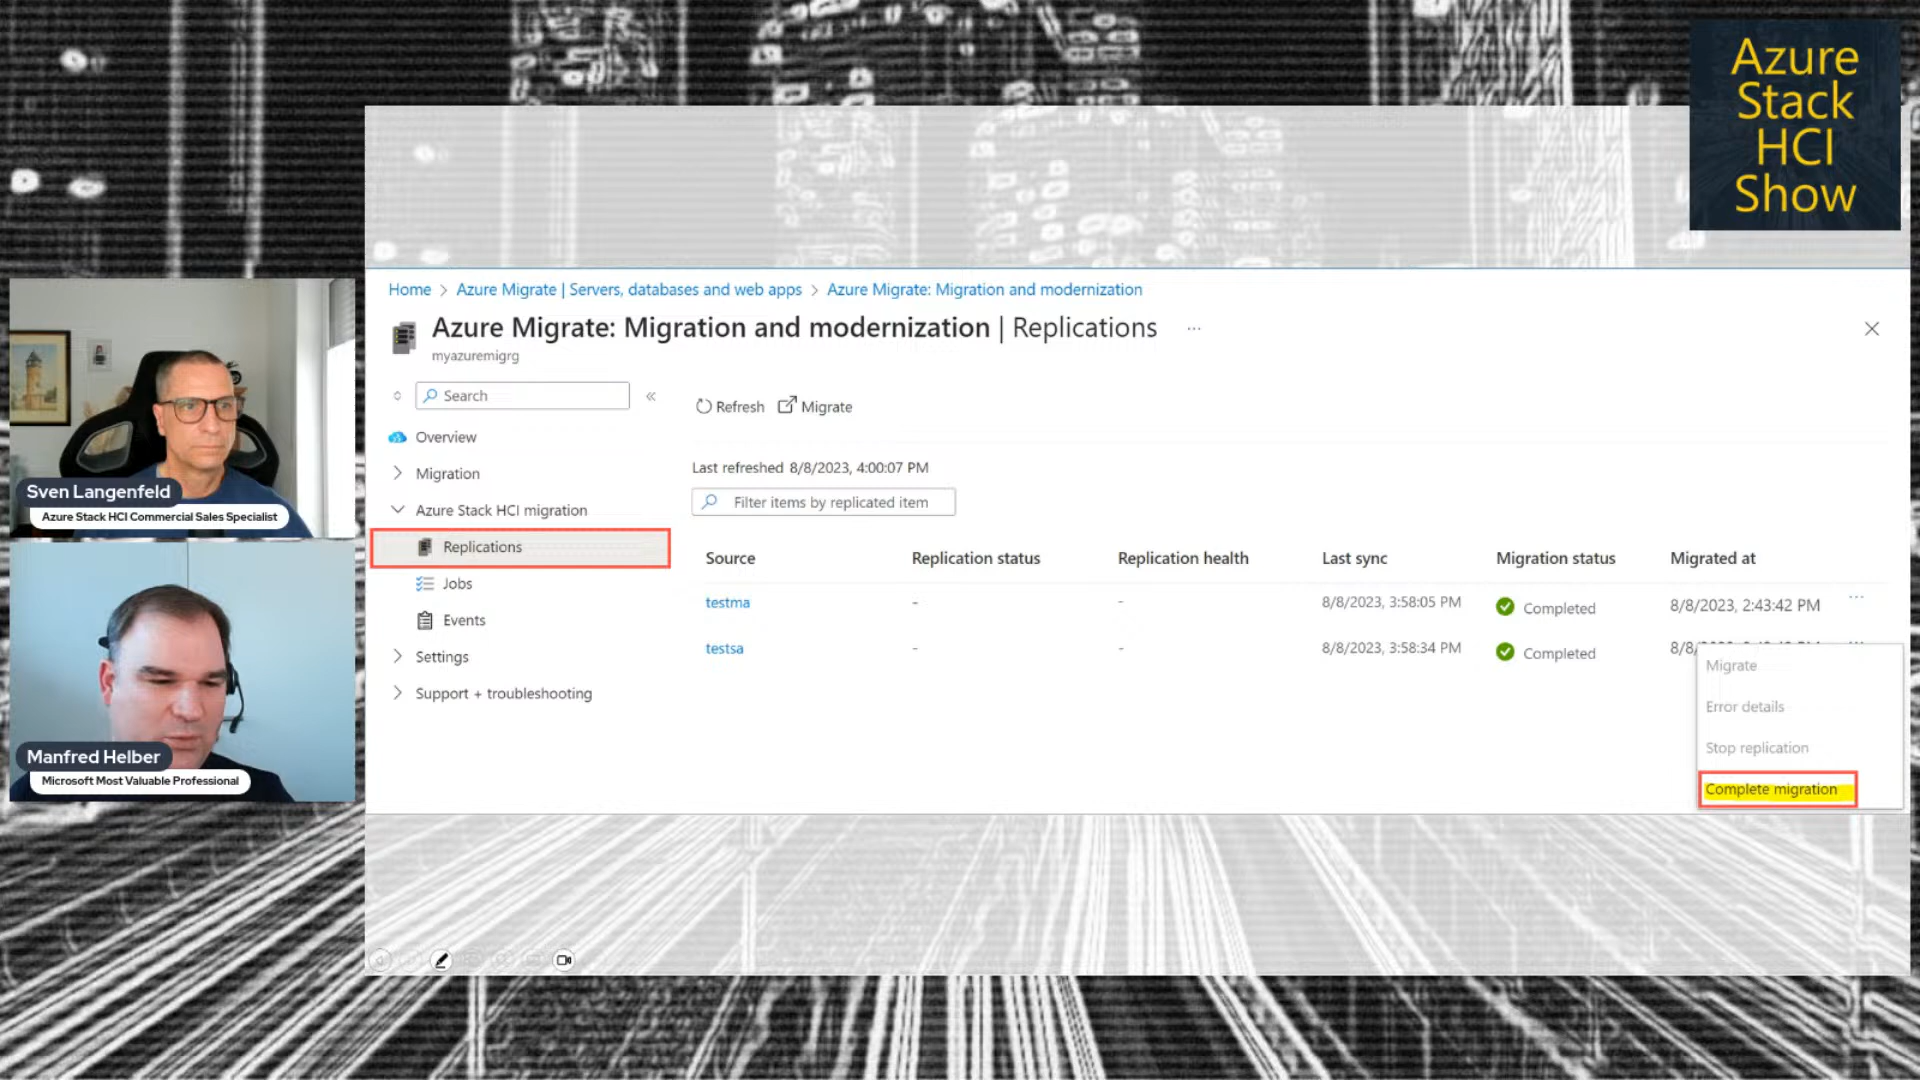 Azure
Stack
HCI
Show
Home > Azure Migrate | Servers, databases and web apps > Azure Migrate: Migration and modernization
Azure Migrate: Migration and modernization | Replications ...
myazuremigrg
Search
Refresh Migrate
Overview
Migration
Azure Stack HCI migration
Replications
Jobs
Events
Settings
Support + troubleshooting
Last refreshed 8/8/2023, 4:00:07 PM
Filter items by replicated item
Source Replication status Replication health Last sync Migration status Migrated at
testma - - 8/8/2023, 3:58:05 PM Completed 8/8/2023, 2:43:42 PM ...
testsa - - 8/8/2023, 3:58:34 PM Completed 8/8
Migrate
Error details
Stop replication
Complete migration
Sven Langenfeld
Azure Stack HCI Commercial Sales Specialist
Manfred Helber
Microsoft Most Valuable Professional